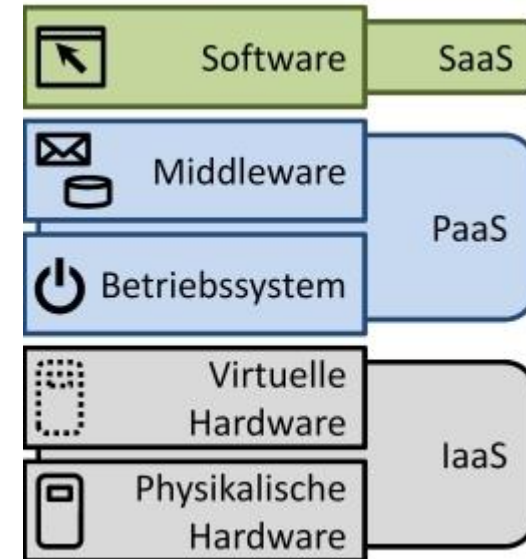 Software
SaaS
Middleware
PaaS
Betriebssystem
Virtuelle
Hardware
IaaS
Physikalische
Hardware